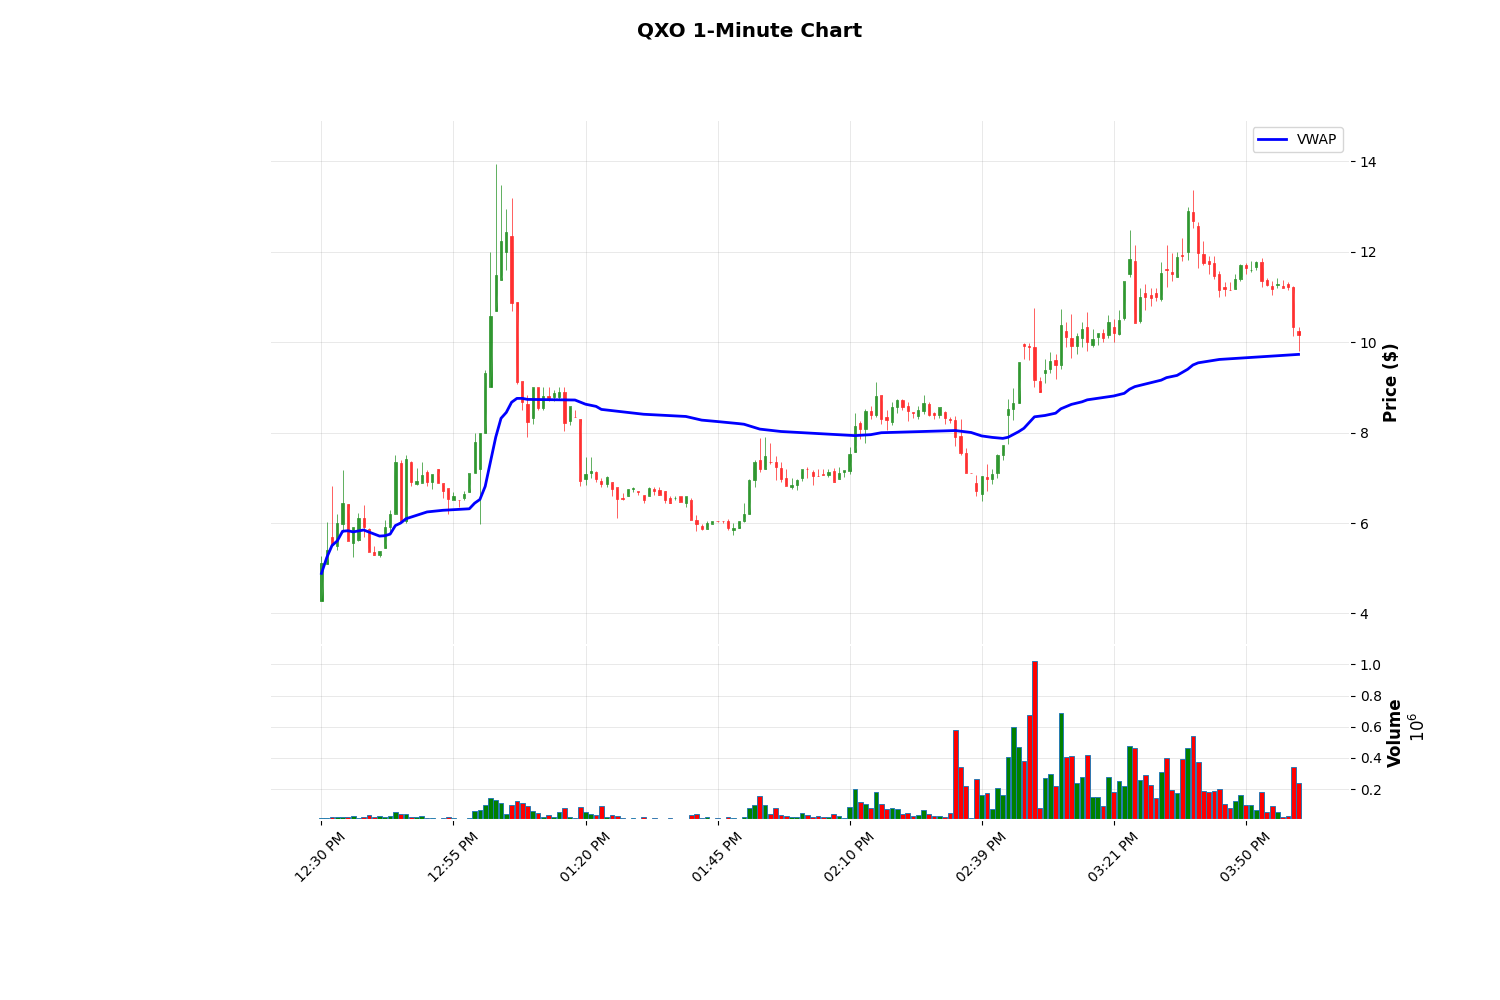 QXO 1-Minute Chart
VWAP
14
12
10
8
6
4
Price ($)
1.0
0.8
0.6
0.4
0.2
Volume
10^6
12:30 PM
12:55 PM
01:20 PM
01:45 PM
02:10 PM
02:39 PM
03:21 PM
03:50 PM